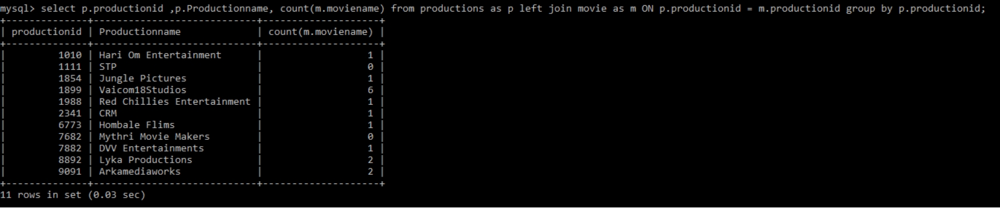 mysql> select p.productionid ,p.Productionname, count(m.moviename) from productions as p left join movie as m ON p.productionid = m.productionid group by p.productionid;
+--------------+----------------------------+--------------------+
| productionid | Productionname             | count(m.moviename) |
+--------------+----------------------------+--------------------+
|         1010 | Hari Om Entertainment      |                  1 |
|         1111 | STP                        |                  0 |
|         1854 | Jungle Pictures            |                  1 |
|         1899 | Vaicom18Studios            |                  6 |
|         1988 | Red Chillies Entertainment |                  1 |
|         2341 | CRM                        |                  1 |
|         6773 | Hombale Flims              |                  1 |
|         7682 | Mythri Movie Makers        |                  0 |
|         7882 | DVV Entertainments         |                  1 |
|         8892 | Lyka Productions           |                  2 |
|         9091 | Arkamediaworks             |                  2 |
+--------------+----------------------------+--------------------+
11 rows in set (0.03 sec)